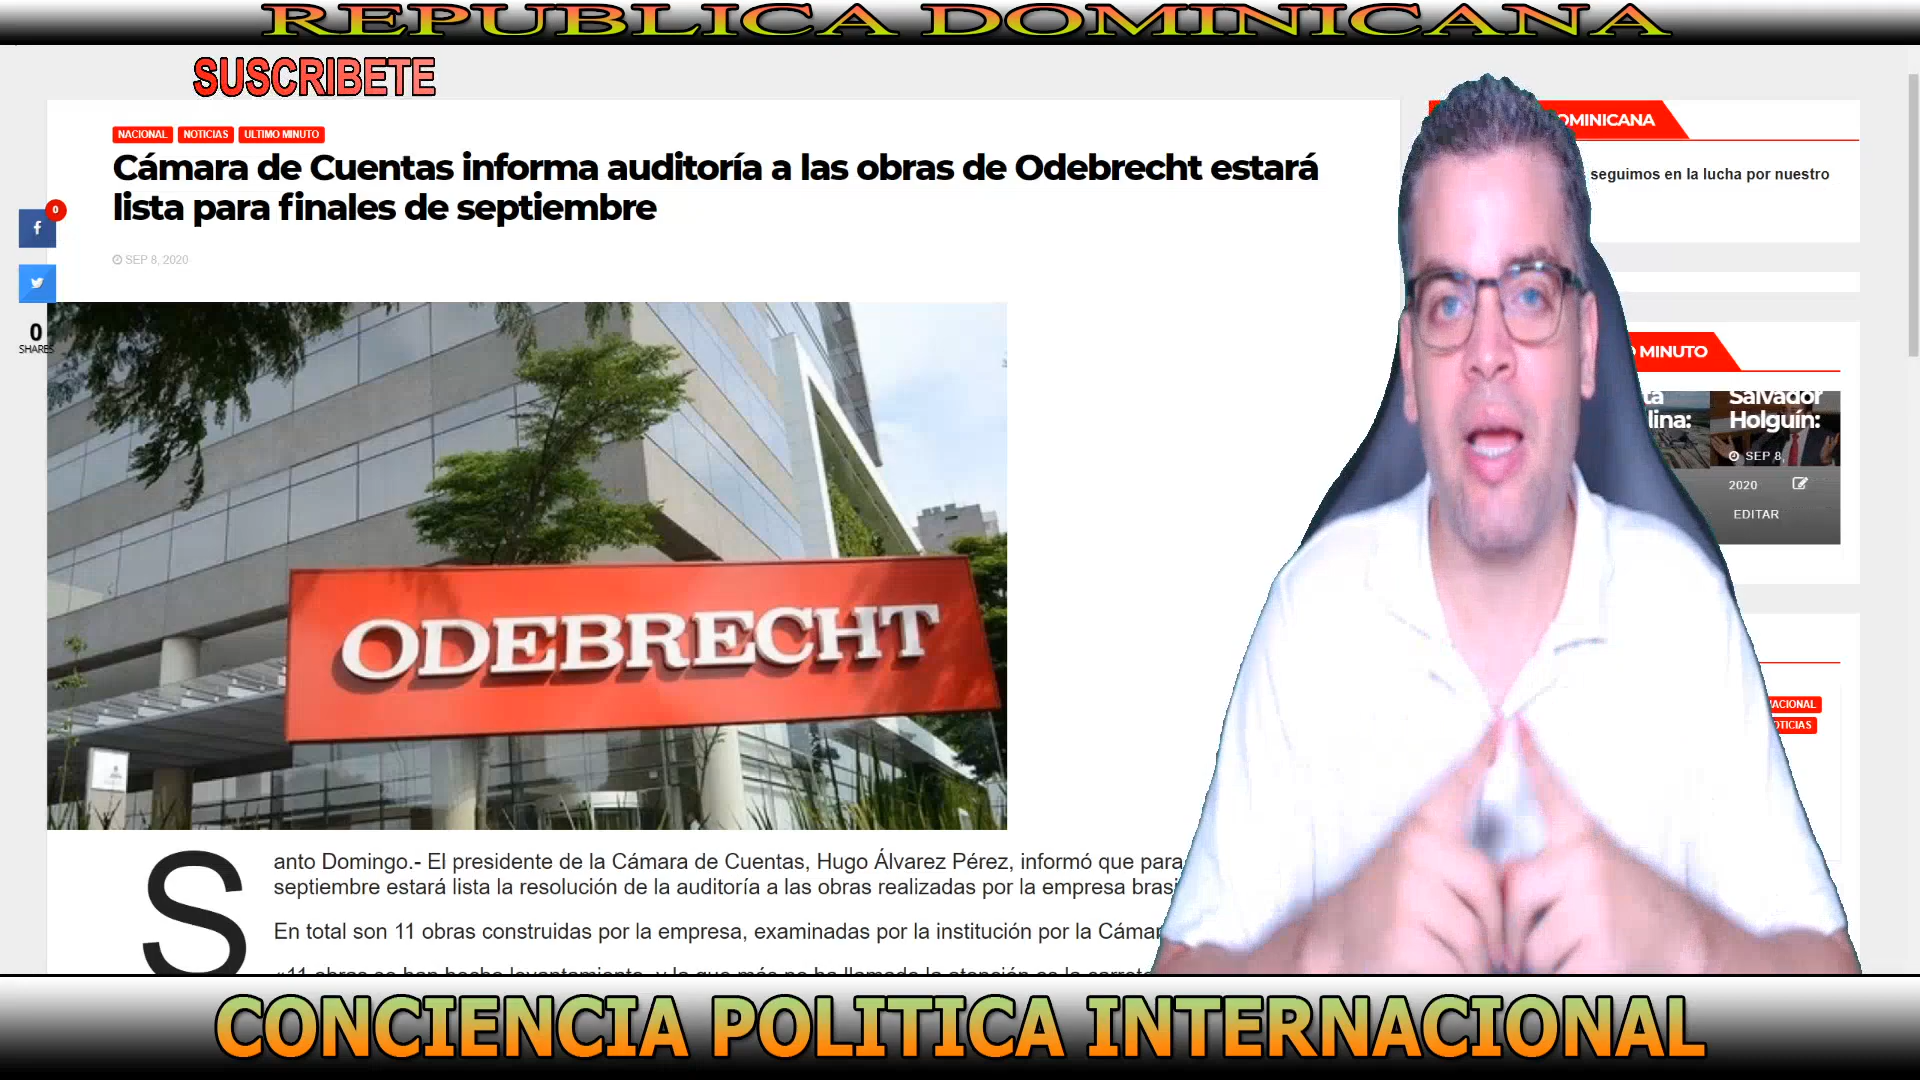 REPUBLICA DOMINICANA
SUSCRIBETE
NACIONAL NOTICIAS ULTIMO MINUTO
Cámara de Cuentas informa auditoría a las obras de Odebrecht estará
lista para finales de septiembre
SEP 8, 2020
0
0
SHARES
ODEBRECHT
Santo Domingo.- El presidente de la Cámara de Cuentas, Hugo Álvarez Pérez, informó que para
septiembre estará lista la resolución de la auditoría a las obras realizadas por la empresa
En total son 11 obras construidas por la empresa, examinadas por la institución por la
seguimos en la lucha por nuestro
MINUTO
Salvador
Holguín:
SEP 8,
2020
EDITAR
CONCIENCIA POLITICA INTERNACIONAL